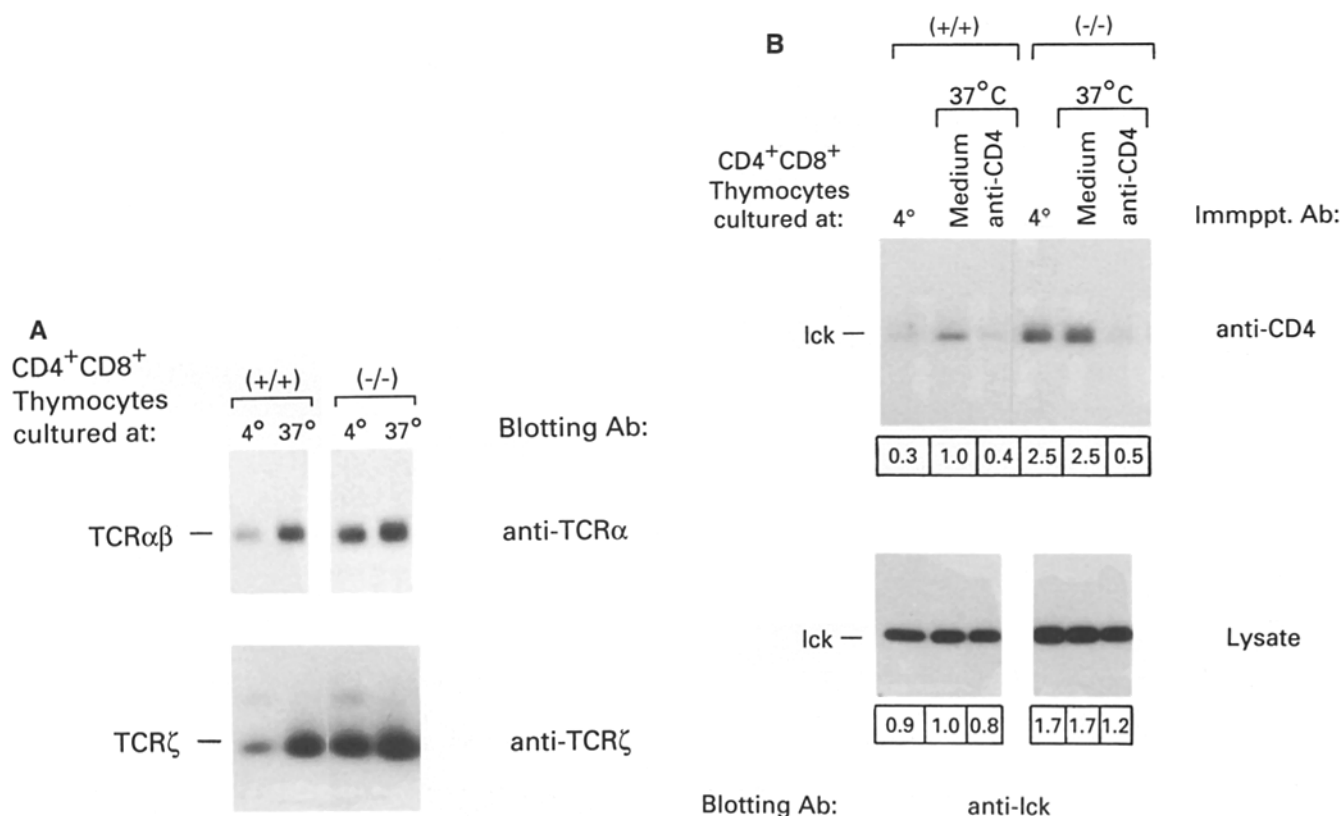 A
CD4+CD8+
Thymocytes
cultured at:
(+/+) (-/-)
4° 37° 4° 37°
Blotting Ab:
TCRαβ — anti-TCRα
TCRζ — anti-TCRζ
B
(+/+) (-/-)
37°C 37°C
CD4+CD8+
Thymocytes
cultured at:
4° Medium anti-CD4 4° Medium anti-CD4
Immppt. Ab:
lck — anti-CD4
0.3 1.0 0.4 2.5 2.5 0.5
lck — Lysate
0.9 1.0 0.8 1.7 1.7 1.2
Blotting Ab: anti-lck